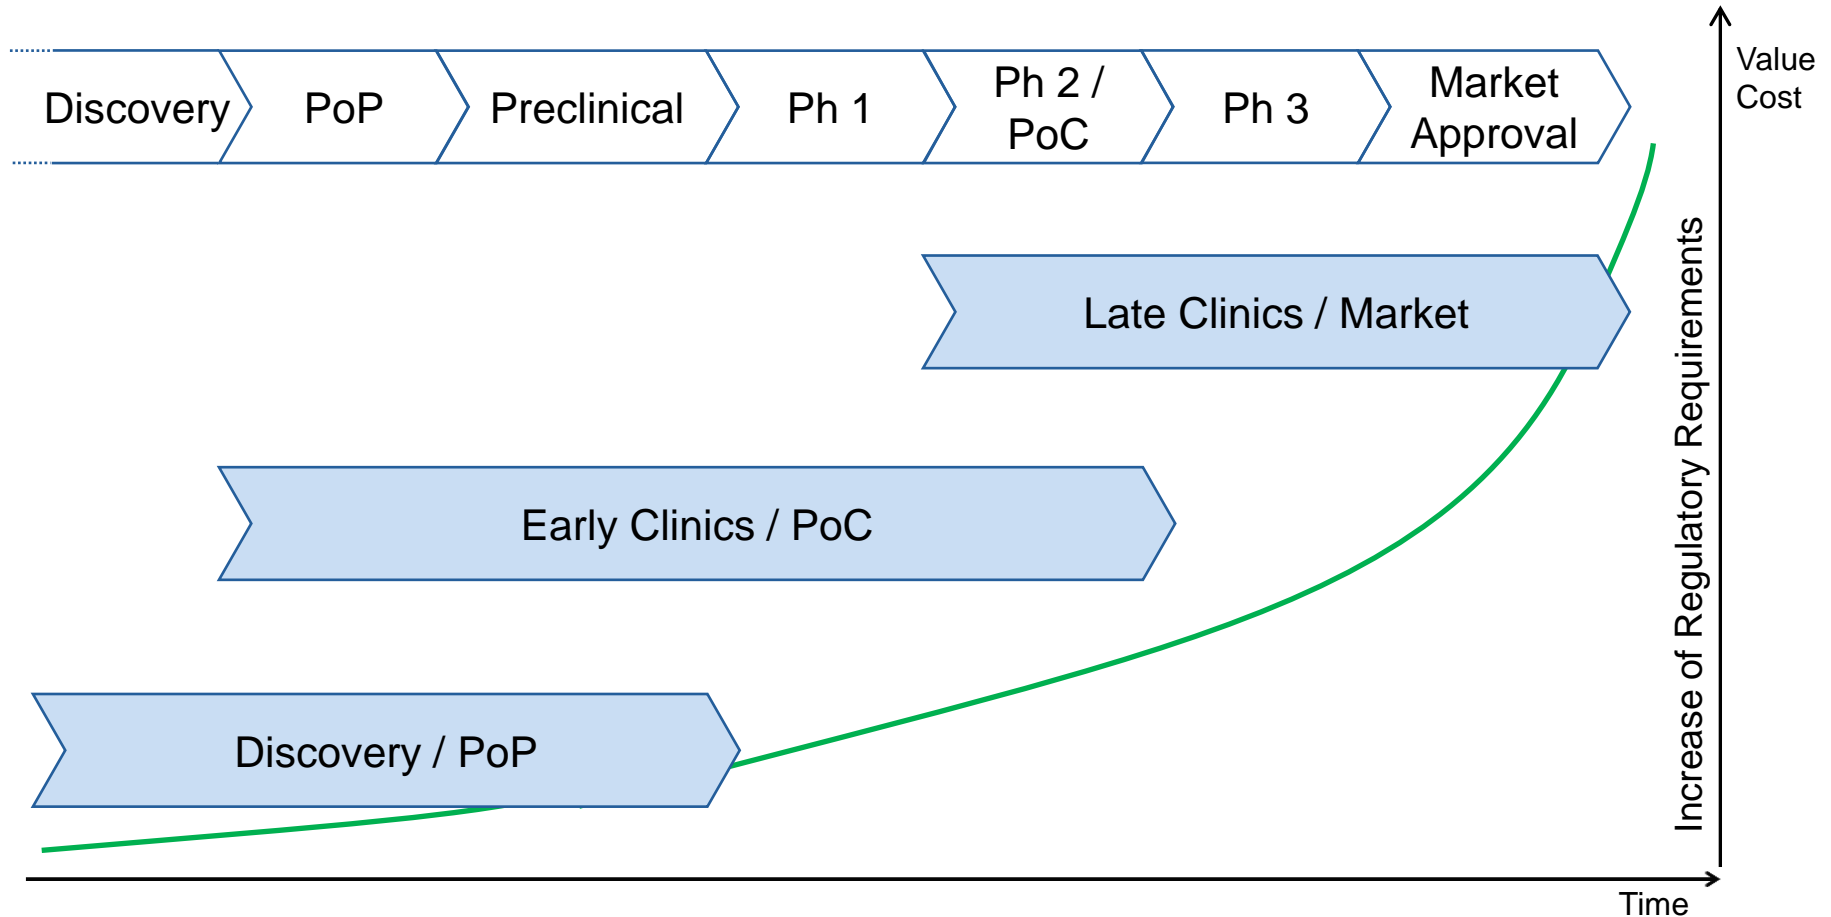 Discovery
PoP
Preclinical
Ph 1
Ph 2 /
PoC
Ph 3
Market
Approval
Value
Cost
Late Clinics / Market
Early Clinics / PoC
Discovery / PoP
Increase of Regulatory Requirements
Time